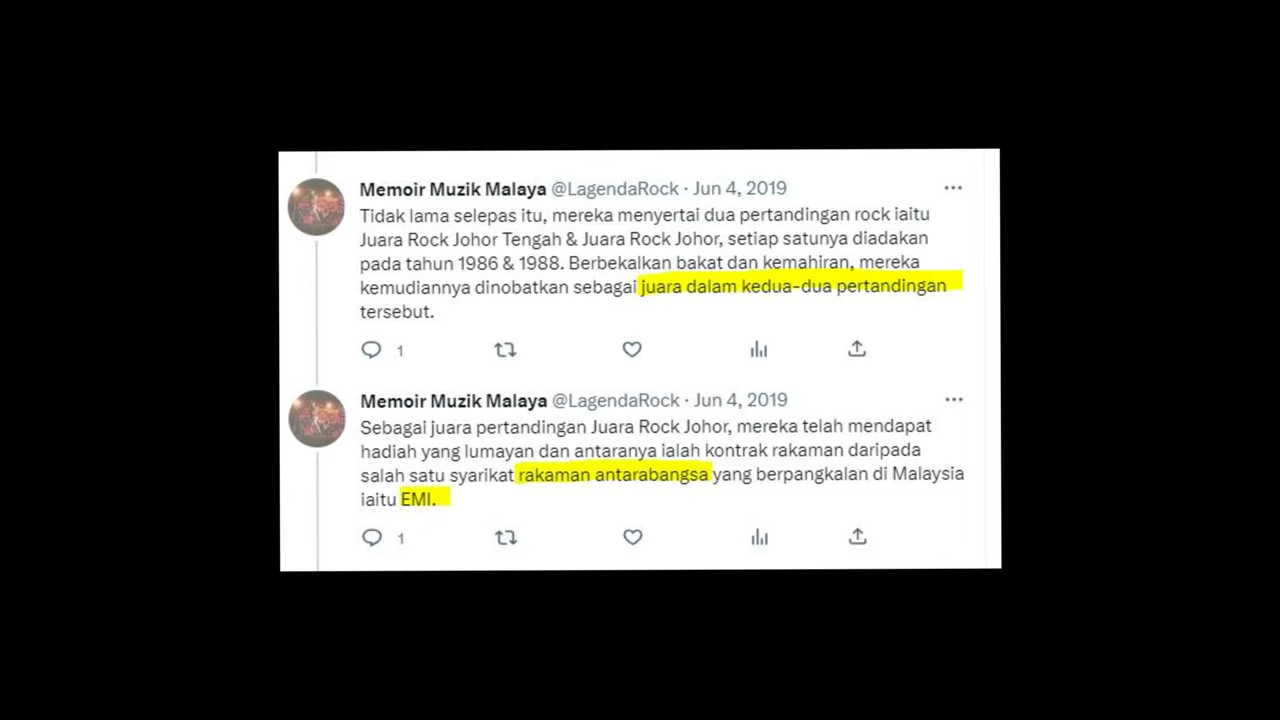 Memoir Muzik Malaya @LagendaRock · Jun 4, 2019
Tidak lama selepas itu, mereka menyertai dua pertandingan rock iaitu
Juara Rock Johor Tengah & Juara Rock Johor, setiap satunya diadakan
pada tahun 1986 & 1988. Berbekalkan bakat dan kemahiran, mereka
kemudiannya dinobatkan sebagai juara dalam kedua-dua pertandingan
tersebut.
1
Memoir Muzik Malaya @LagendaRock · Jun 4, 2019
Sebagai juara pertandingan Juara Rock Johor, mereka telah mendapat
hadiah yang lumayan dan antaranya ialah kontrak rakaman daripada
salah satu syarikat rakaman antarabangsa yang berpangkalan di Malaysia
iaitu EMI.
1